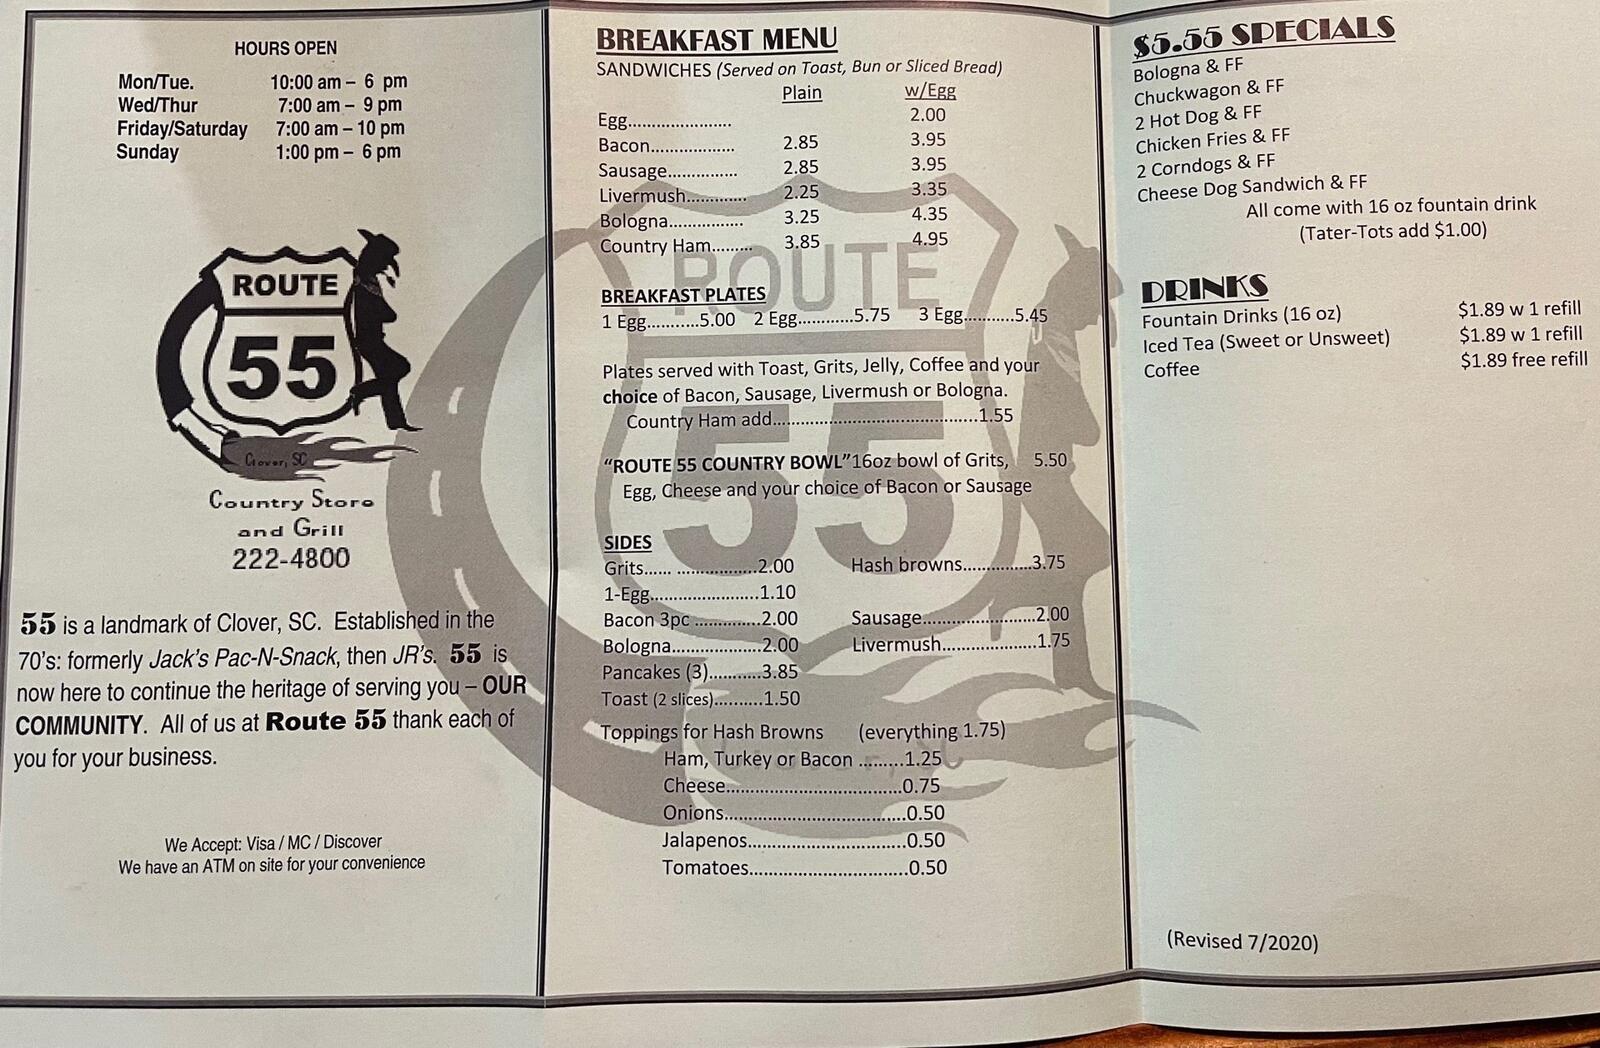 HOURS OPEN
Mon/Tue. 10:00 am – 6 pm
Wed/Thur 7:00 am – 9 pm
Friday/Saturday 7:00 am – 10 pm
Sunday 1:00 pm – 6 pm
ROUTE
55
Clover, SC
Country Store
and Grill
222-4800
55 is a landmark of Clover, SC. Established in the
70's: formerly Jack's Pac-N-Snack, then JR's. 55 is
now here to continue the heritage of serving you – OUR
COMMUNITY. All of us at Route 55 thank each of
you for your business.
We Accept: Visa / MC / Discover
We have an ATM on site for your convenience
BREAKFAST MENU
SANDWICHES (Served on Toast, Bun or Sliced Bread)
Plain w/Egg
Egg...................... 2.00
Bacon.................. 2.85 3.95
Sausage............... 2.85 3.95
Livermush............ 2.25 3.35
Bologna................ 3.25 4.35
Country Ham......... 3.85 4.95
BREAKFAST PLATES
1 Egg...........5.00 2 Egg............5.75 3 Egg...........5.45
Plates served with Toast, Grits, Jelly, Coffee and your
choice of Bacon, Sausage, Livermush or Bologna.
Country Ham add............................................1.55
"ROUTE 55 COUNTRY BOWL"16oz bowl of Grits, 5.50
Egg, Cheese and your choice of Bacon or Sausage
SIDES
Grits...... .................2.00 Hash browns...............3.75
1-Egg.......................1.10
Bacon 3pc ..............2.00 Sausage........................2.00
Bologna...................2.00 Livermush....................1.75
Pancakes (3)...........3.85
Toast (2 slices)..........1.50
Toppings for Hash Browns (everything 1.75)
Ham, Turkey or Bacon .........1.25
Cheese......................................0.75
Onions.......................................0.50
Jalapenos..................................0.50
Tomatoes..................................0.50
ROUTE
55
$5.55 SPECIALS
Bologna & FF
Chuckwagon & FF
2 Hot Dog & FF
Chicken Fries & FF
2 Corndogs & FF
Cheese Dog Sandwich & FF
All come with 16 oz fountain drink
(Tater-Tots add $1.00)
DRINKS
Fountain Drinks (16 oz) $1.89 w 1 refill
Iced Tea (Sweet or Unsweet) $1.89 w 1 refill
Coffee $1.89 free refill
(Revised 7/2020)